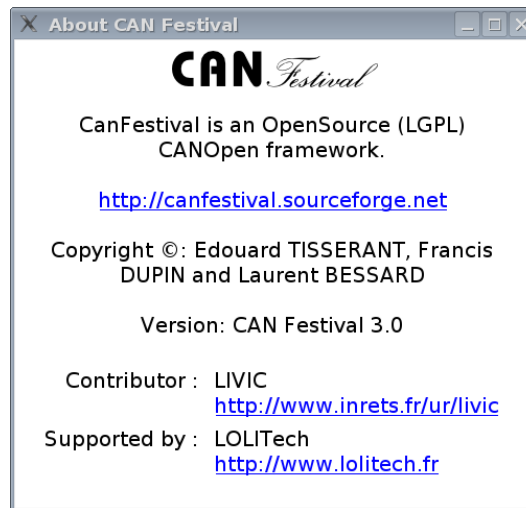 About CAN Festival
CAN Festival
CanFestival is an OpenSource (LGPL)
CANOpen framework.
http://canfestival.sourceforge.net
Copyright ©: Edouard TISSERANT, Francis
DUPIN and Laurent BESSARD
Version: CAN Festival 3.0
Contributor : LIVIC
http://www.inrets.fr/ur/livic
Supported by : LOLITech
http://www.lolitech.fr